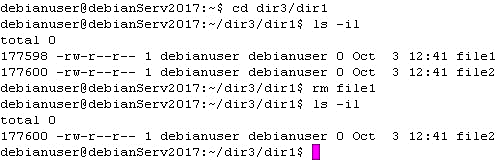 debianuser@debianServ2017:~$ cd dir3/dir1
debianuser@debianServ2017:~/dir3/dir1$ ls -il
total 0
177598 -rw-r--r-- 1 debianuser debianuser 0 Oct  3 12:41 file1
177600 -rw-r--r-- 1 debianuser debianuser 0 Oct  3 12:41 file2
debianuser@debianServ2017:~/dir3/dir1$ rm file1
debianuser@debianServ2017:~/dir3/dir1$ ls -il
total 0
177600 -rw-r--r-- 1 debianuser debianuser 0 Oct  3 12:41 file2
debianuser@debianServ2017:~/dir3/dir1$